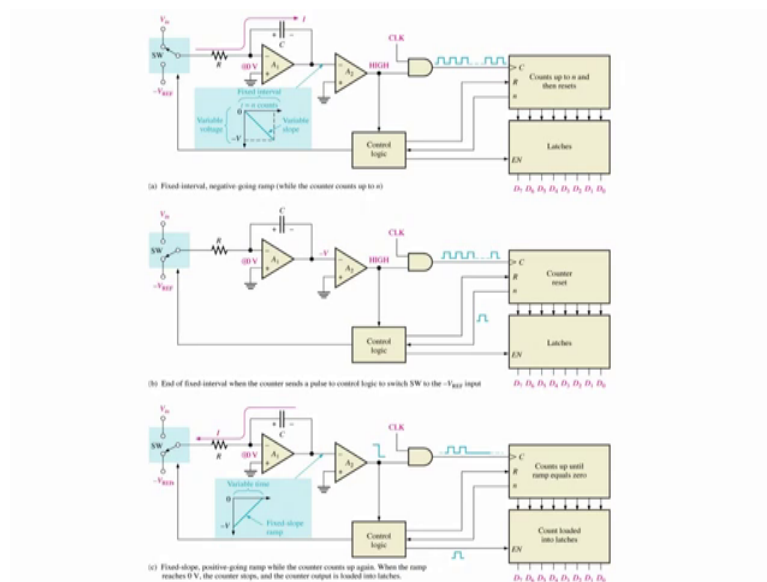 V_in
I
+ −
C
CLK
SW
R
0 V
A₁
A₂
HIGH
C
R
n
Counts up to n and
then resets
−V_REF
Fixed interval
t = n counts
0
Variable
voltage
Variable
slope
−V
Control
logic
Latches
EN
D₇ D₆ D₅ D₄ D₃ D₂ D₁ D₀
(a) Fixed-interval, negative-going ramp (while the counter counts up to n)
V_in
C
+ −
CLK
SW
R
0 V
A₁
−V
A₂
HIGH
C
R
n
Counter
reset
−V_REF
Control
logic
Latches
EN
D₇ D₆ D₅ D₄ D₃ D₂ D₁ D₀
(b) End of fixed-interval when the counter sends a pulse to control logic to switch SW to the −V_REF input
V_in
I
+ −
C
CLK
SW
R
0 V
A₁
A₂
C
R
n
Counts up until
ramp equals zero
−V_REF
Variable time
0
−V
Fixed-slope
ramp
Control
logic
Count loaded
into latches
EN
D₇ D₆ D₅ D₄ D₃ D₂ D₁ D₀
(c) Fixed-slope, positive-going ramp while the counter counts up again. When the ramp
reaches 0 V, the counter stops, and the counter output is loaded into latches.